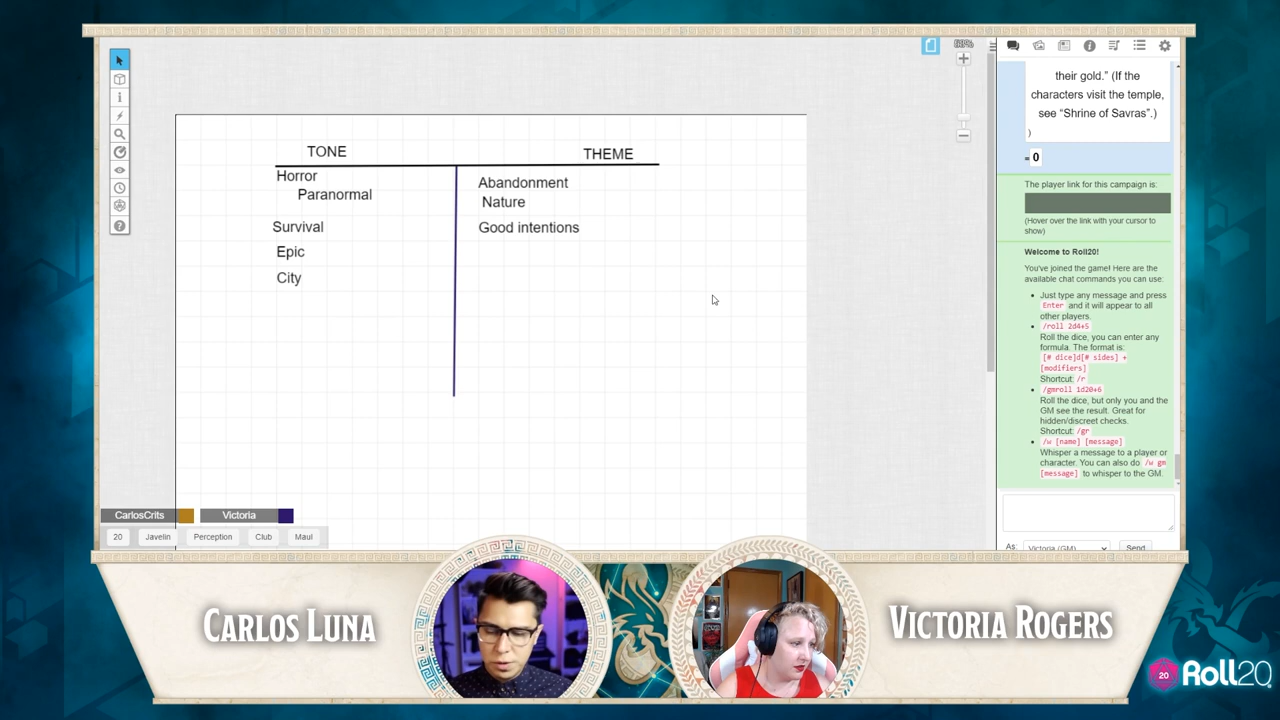 TONE
THEME
Horror
Paranormal
Survival
Epic
City
Abandonment
Nature
Good intentions
CarlosCrits
Victoria
20
Javelin
Perception
Club
Maul
their gold.” (If the
characters visit the temple,
see “Shrine of Savras”.)
)
= 0
The player link for this campaign is:
(Hover over the link with your cursor to
show)
Welcome to Roll20!
You've joined the game! Here are the
available chat commands you can use:
Just type any message and press
Enter and it will appear to all
other players.
/roll 2d4+5
Roll the dice, you can enter any
formula. The format is:
[# dice]d[# sides] +
[modifiers]
Shortcut: /r
/gmroll 1d20+6
Roll the dice, but only you and the
GM see the result. Great for
hidden/discreet checks.
Shortcut: /gr
/w [name] [message]
Whisper a message to a player or
character. You can also do /w gm
[message] to whisper to the GM.
As: Victoria (GM) Send
CARLOS LUNA
VICTORIA ROGERS
20 Roll20